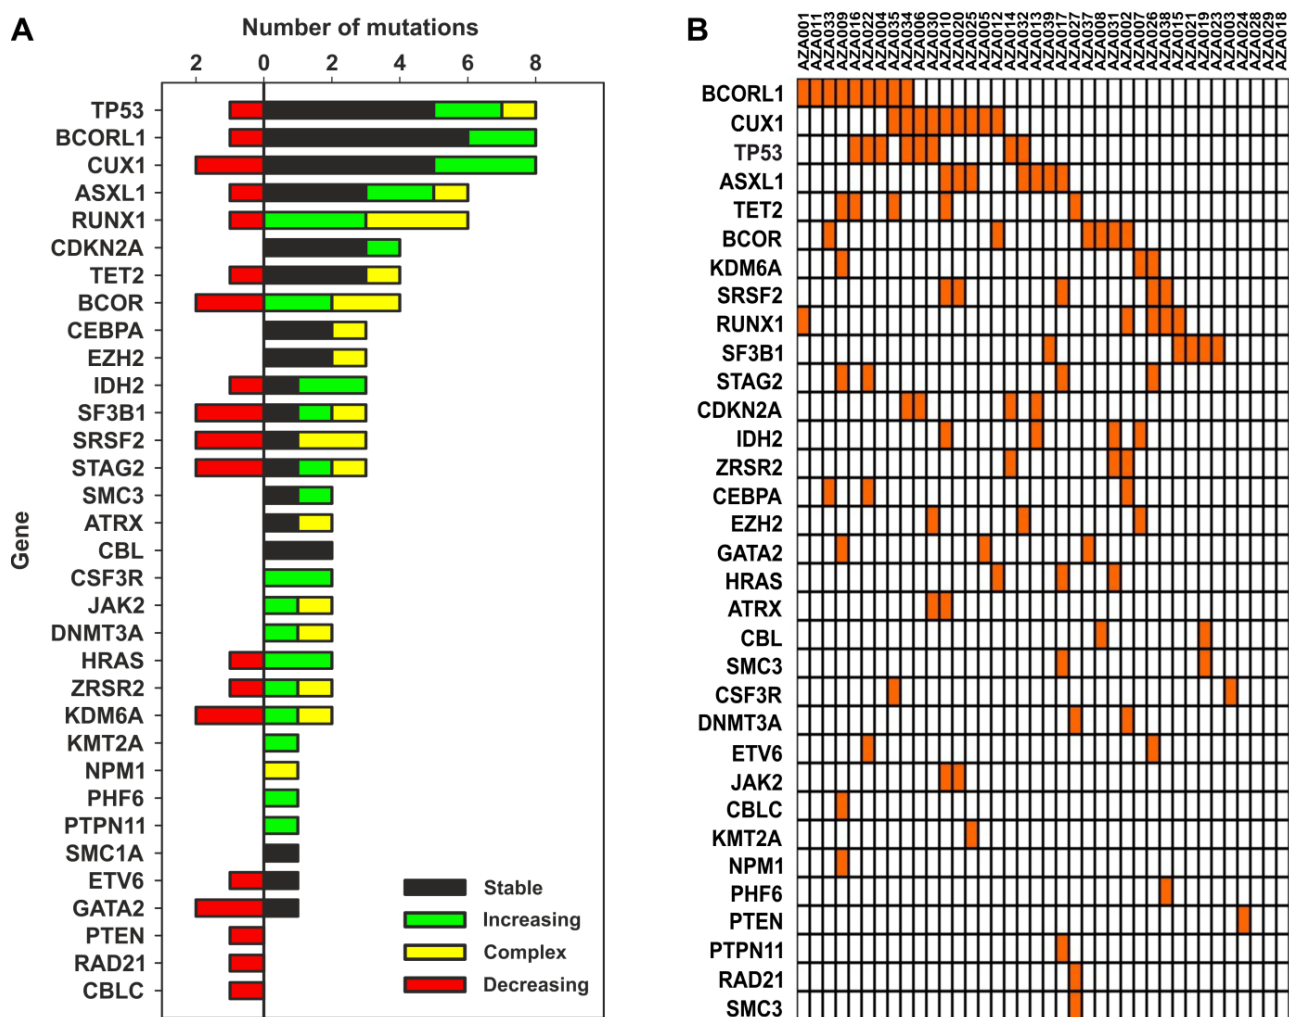 A
Number of mutations
2 0 2 4 6 8
Gene
TP53
BCORL1
CUX1
ASXL1
RUNX1
CDKN2A
TET2
BCOR
CEBPA
EZH2
IDH2
SF3B1
SRSF2
STAG2
SMC3
ATRX
CBL
CSF3R
JAK2
DNMT3A
HRAS
ZRSR2
KDM6A
KMT2A
NPM1
PHF6
PTPN11
SMC1A
ETV6
GATA2
PTEN
RAD21
CBLC
Stable
Increasing
Complex
Decreasing
B
AZA001
AZA011
AZA033
AZA009
AZA016
AZA022
AZA004
AZA035
AZA034
AZA006
AZA030
AZA010
AZA020
AZA025
AZA005
AZA012
AZA014
AZA032
AZA013
AZA039
AZA017
AZA027
AZA037
AZA008
AZA031
AZA002
AZA007
AZA026
AZA038
AZA015
AZA021
AZA019
AZA023
AZA003
AZA024
AZA028
AZA029
AZA018
BCORL1
CUX1
TP53
ASXL1
TET2
BCOR
KDM6A
SRSF2
RUNX1
SF3B1
STAG2
CDKN2A
IDH2
ZRSR2
CEBPA
EZH2
GATA2
HRAS
ATRX
CBL
SMC3
CSF3R
DNMT3A
ETV6
JAK2
CBLC
KMT2A
NPM1
PHF6
PTEN
PTPN11
RAD21
SMC3